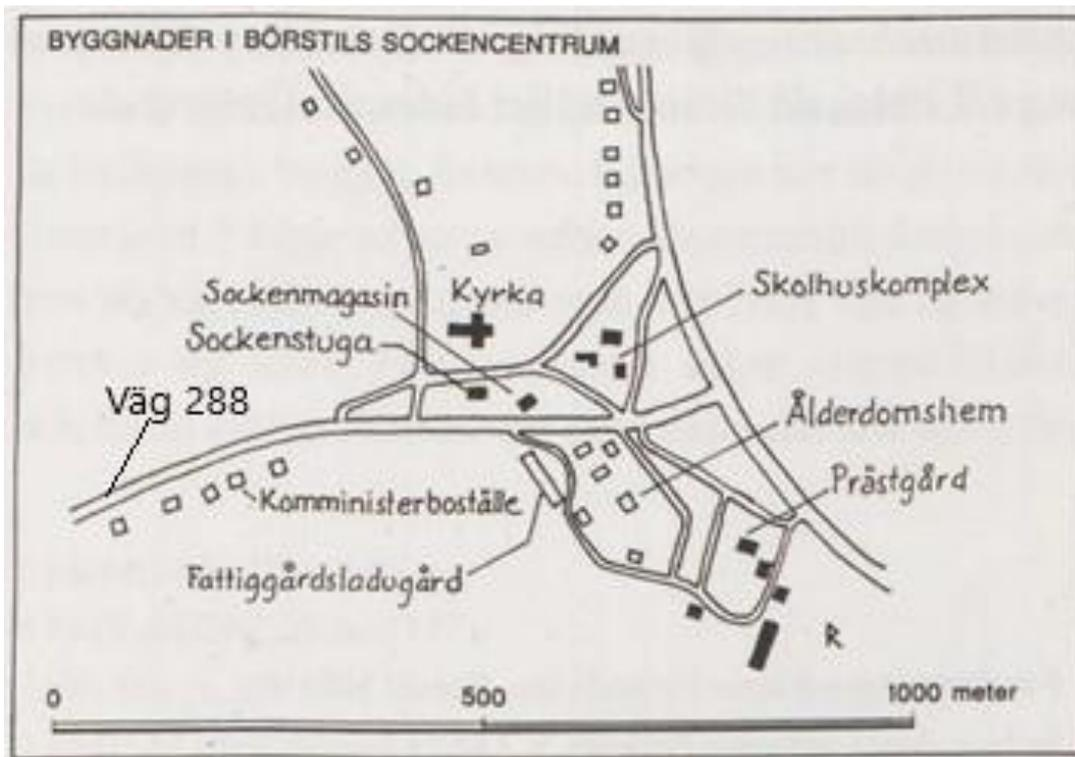 BYGGNADER I BÖRSTILS SOCKENCENTRUM
Sockenmagasin
Kyrka
Skolhuskomplex
Sockenstuga
Väg 288
Ålderdomshem
Prästgård
Komministerboställe
Fattiggårdsladugård
R
0
500
1000 meter